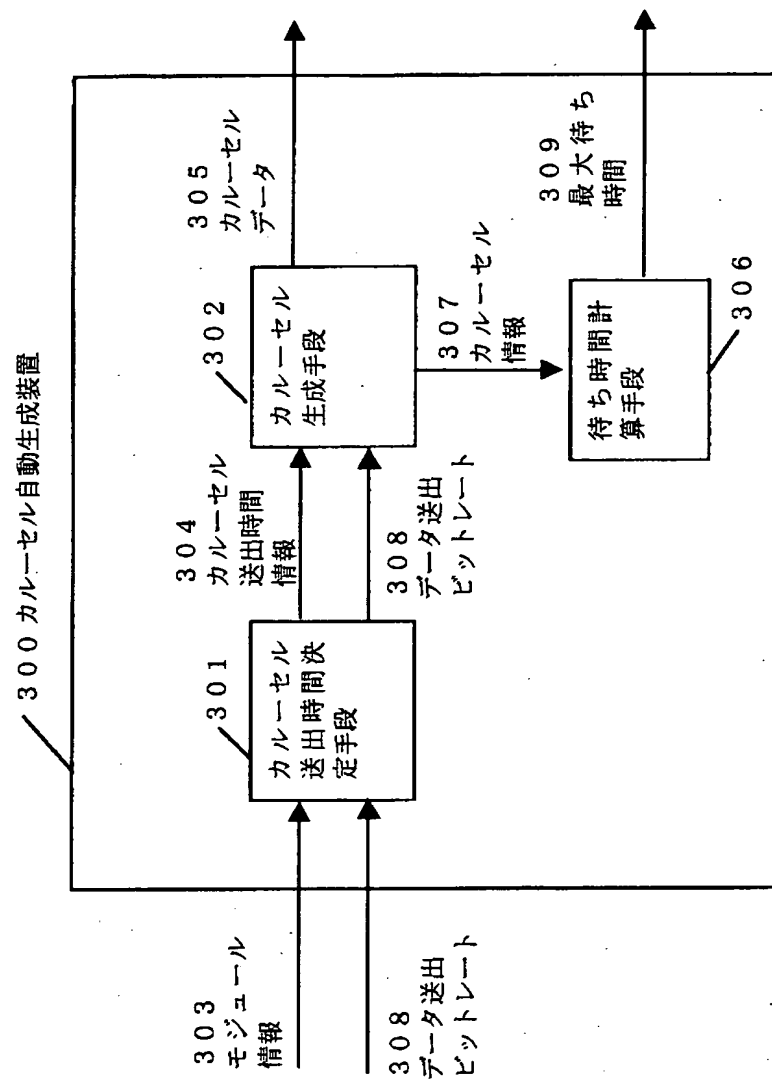 300 カルーセル自動生成装置
303
モジュール
情報
308
データ送出
ビットレート
301
カルーセル
送出時間決
定手段
304
カルーセル
送出時間
情報
308
データ送出
ビットレート
302
カルーセル
生成手段
305
カルーセル
データ
307
カルーセル
情報
待ち時間計
算手段
306
309
最大待ち
時間